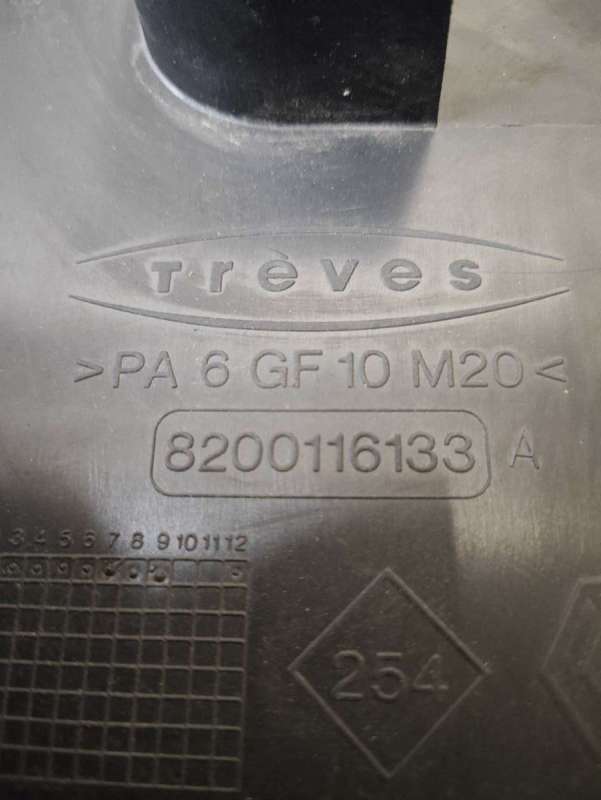 Trèves
>PA 6 GF 10 M20<
8200116133 A
3 4 5 6 7 8 9 10 11 12
254